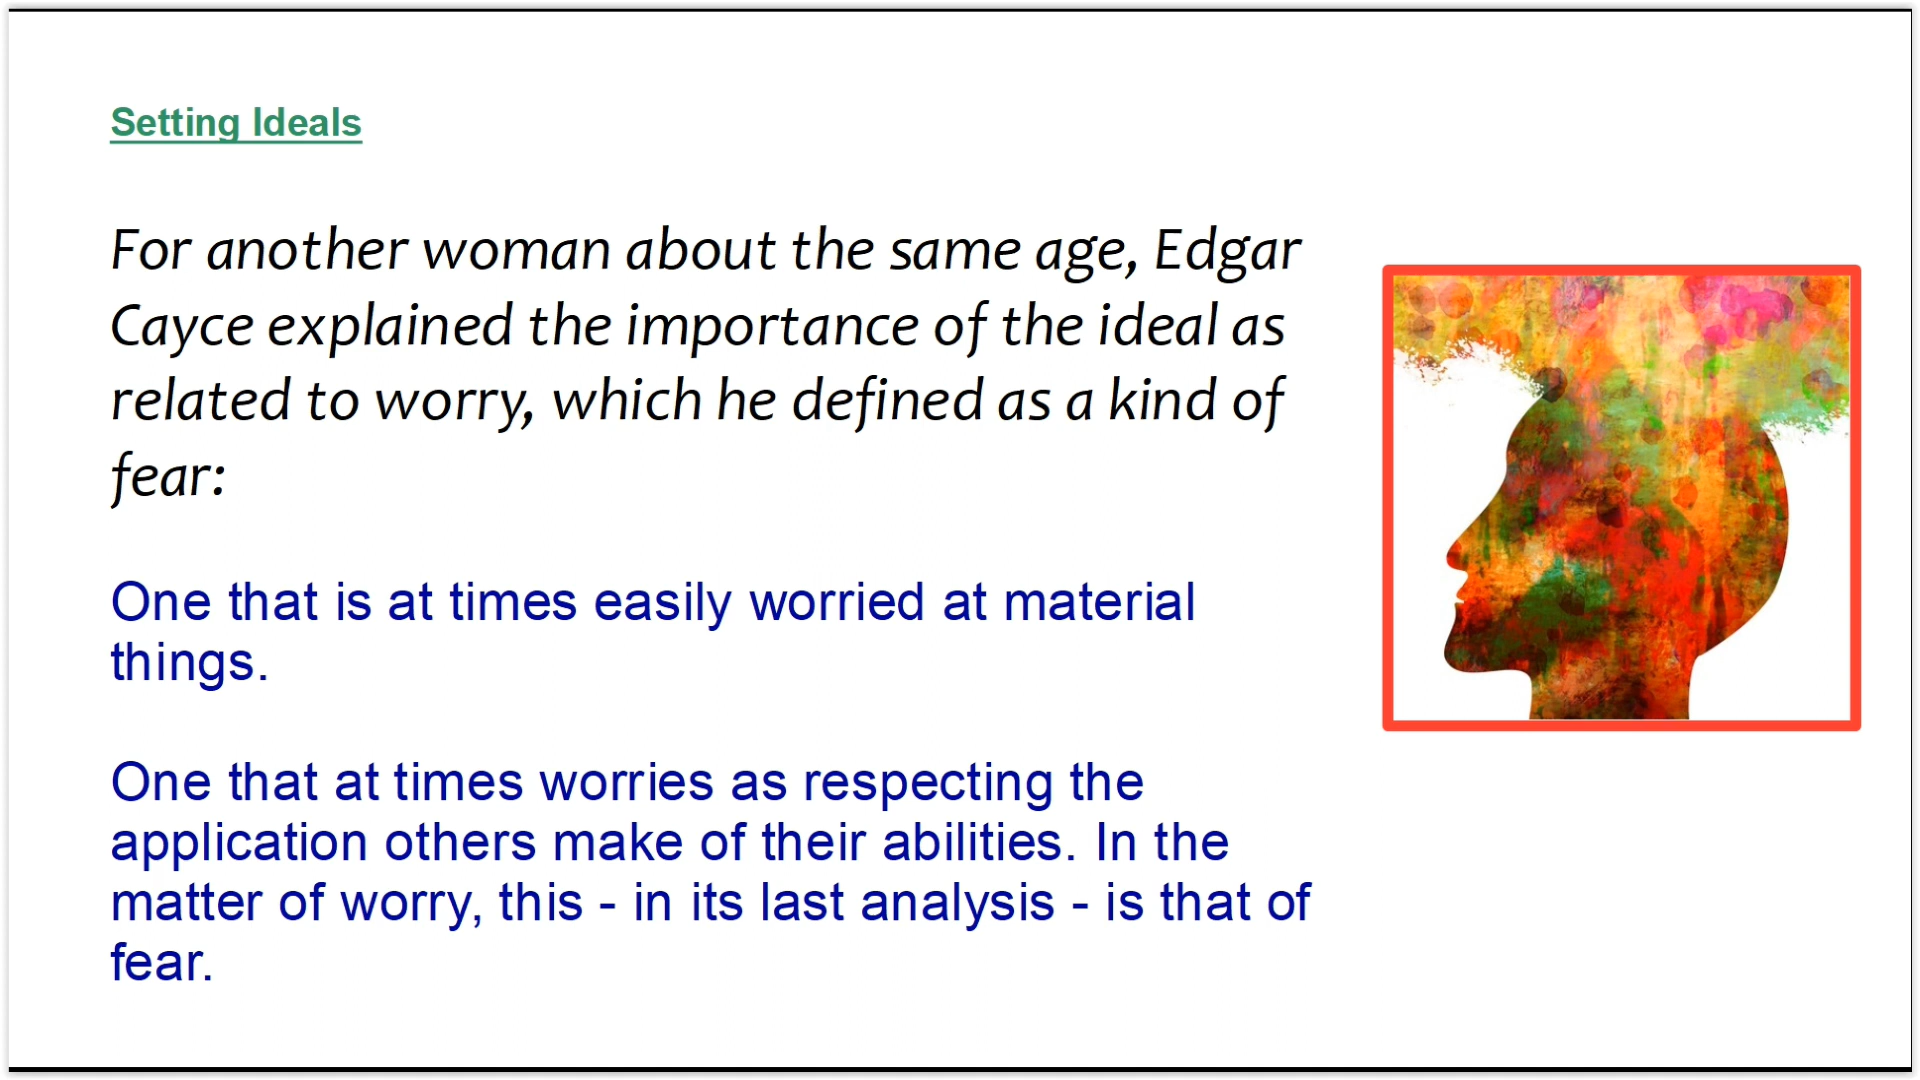 Setting Ideals
For another woman about the same age, Edgar
Cayce explained the importance of the ideal as
related to worry, which he defined as a kind of
fear:
One that is at times easily worried at material
things.
One that at times worries as respecting the
application others make of their abilities. In the
matter of worry, this - in its last analysis - is that of
fear.